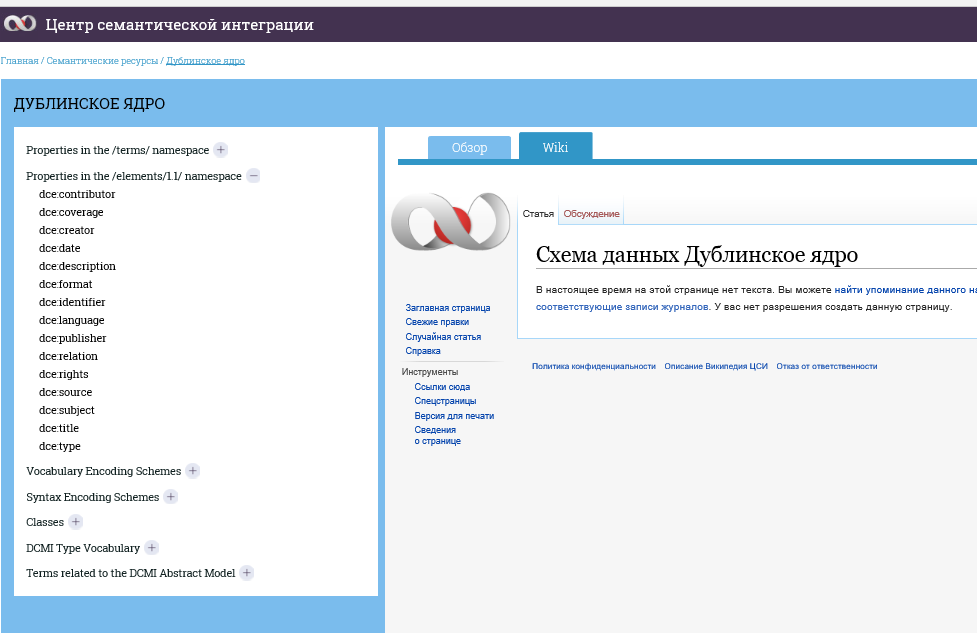 Центр семантической интеграции
Главная / Семантические ресурсы / Дублинское ядро
ДУБЛИНСКОЕ ЯДРО
Properties in the /terms/ namespace +
Properties in the /elements/1.1/ namespace −
dce:contributor
dce:coverage
dce:creator
dce:date
dce:description
dce:format
dce:identifier
dce:language
dce:publisher
dce:relation
dce:rights
dce:source
dce:subject
dce:title
dce:type
Vocabulary Encoding Schemes +
Syntax Encoding Schemes +
Classes +
DCMI Type Vocabulary +
Terms related to the DCMI Abstract Model +
Обзор Wiki
Статья Обсуждение
Схема данных Дублинское ядро
В настоящее время на этой странице нет текста. Вы можете найти упоминание данного
соответствующие записи журналов. У вас нет разрешения создать данную страницу.
Заглавная страница
Свежие правки
Случайная статья
Справка
Инструменты
Ссылки сюда
Спецстраницы
Версия для печати
Сведения
о странице
Политика конфиденциальности Описание Википедия ЦСИ Отказ от ответственности